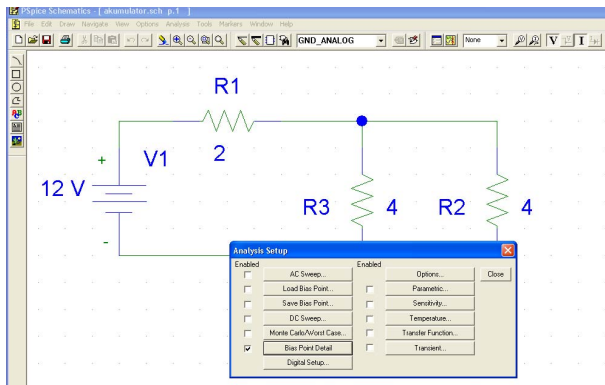 PSpice Schematics - [ akumulator.sch p.1 ]
File Edit Draw Navigate View Options Analysis Tools Markers Window Help
GND_ANALOG
None
V
I
R1
2
+
V1
12 V
-
R3
4
R2
4
Analysis Setup
Enabled
Enabled
AC Sweep...
Options...
Close
Load Bias Point...
Parametric...
Save Bias Point...
Sensitivity...
DC Sweep...
Temperature...
Monte Carlo/Worst Case...
Transfer Function...
Bias Point Detail
Transient...
Digital Setup...